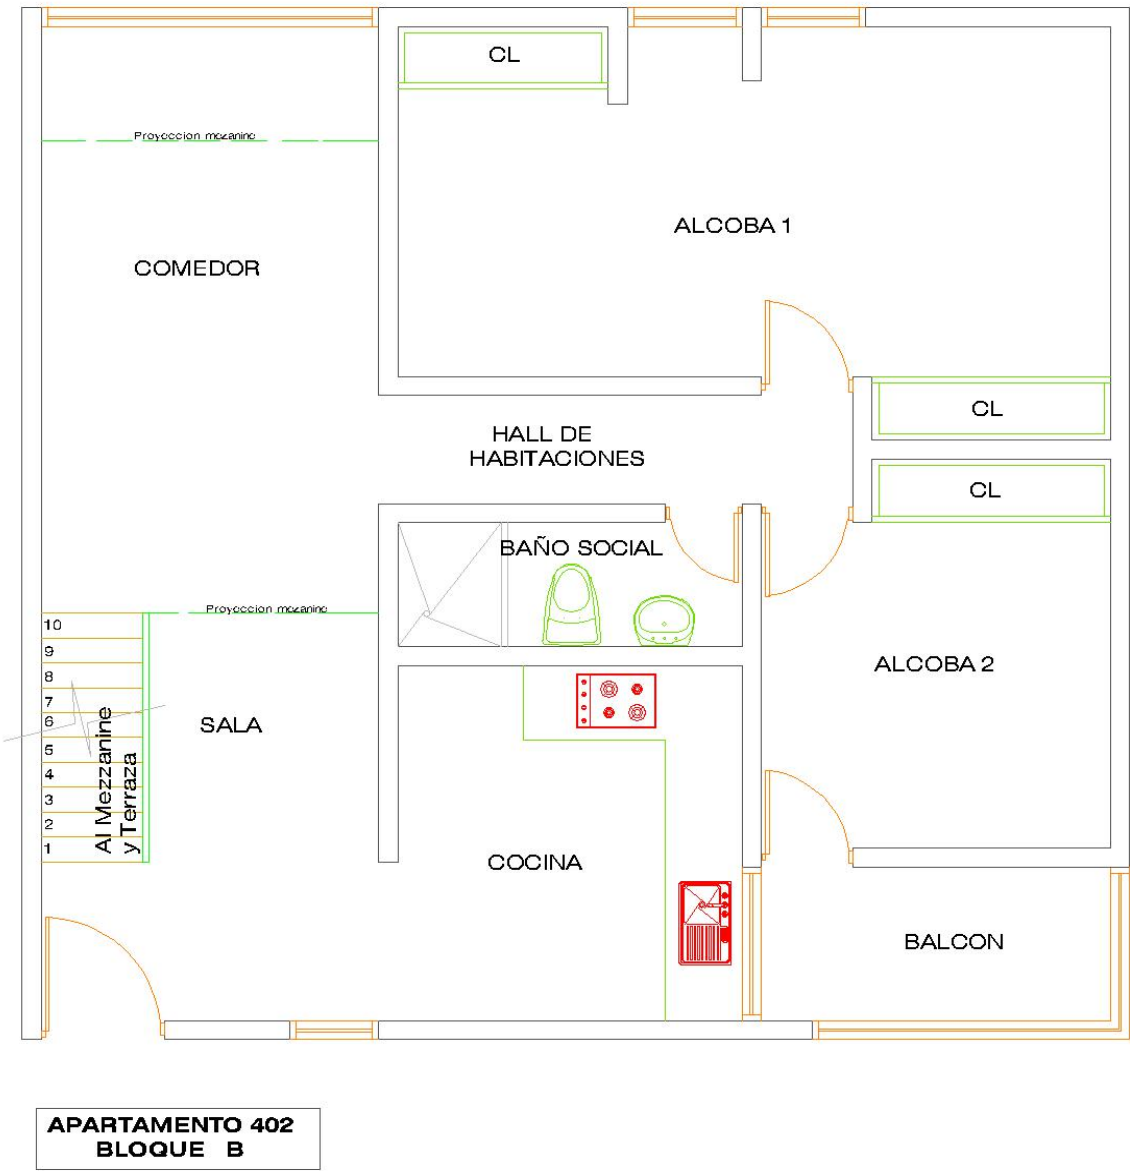 CL
Proyeccion mezanine
ALCOBA 1
COMEDOR
CL
HALL DE
HABITACIONES
CL
BAÑO SOCIAL
Proyeccion mezanine
10
9
8
7
6
5
4
3
2
1
Al Mezzanine
y Terraza
SALA
ALCOBA 2
COCINA
BALCON
APARTAMENTO 402
BLOQUE B